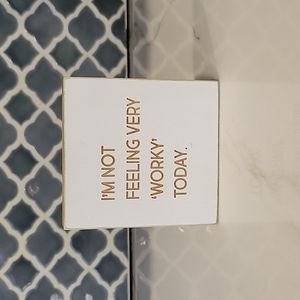 I'M NOT
FEELING VERY
'WORKY'
TODAY.